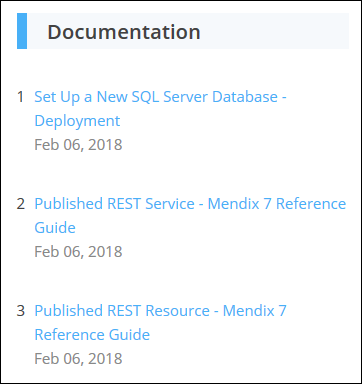 Documentation
1 Set Up a New SQL Server Database -
Deployment
Feb 06, 2018
2 Published REST Service - Mendix 7 Reference
Guide
Feb 06, 2018
3 Published REST Resource - Mendix 7
Reference Guide
Feb 06, 2018